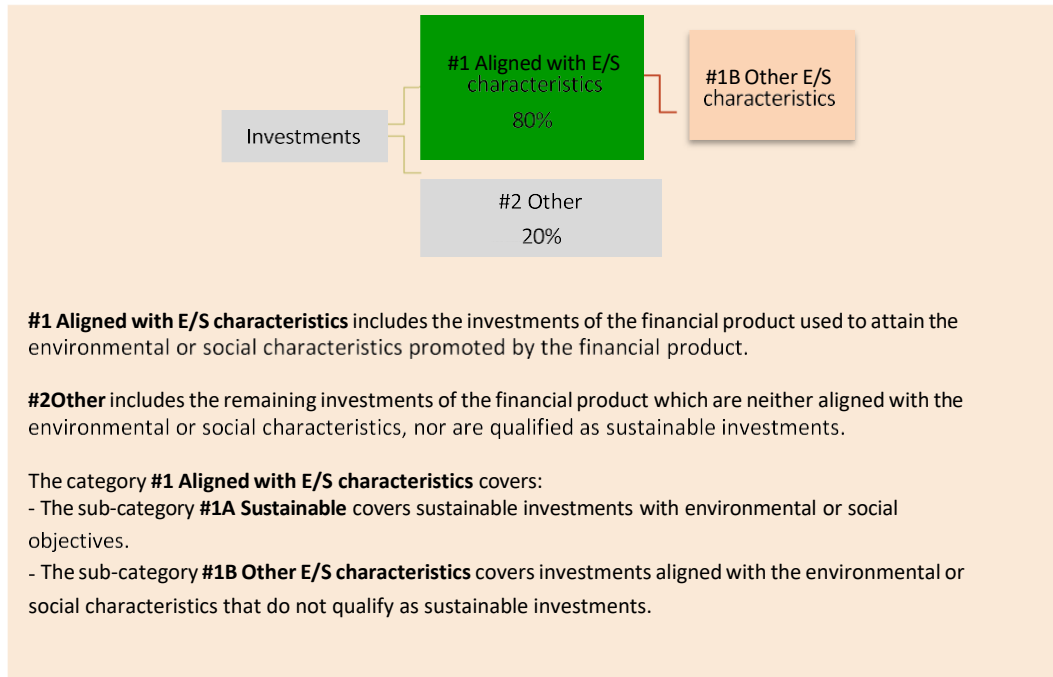 #1 Aligned with E/S
characteristics
80%
#1B Other E/S
characteristics
Investments
#2 Other
20%
#1 Aligned with E/S characteristics includes the investments of the financial product used to attain the
environmental or social characteristics promoted by the financial product.
#2Other includes the remaining investments of the financial product which are neither aligned with the
environmental or social characteristics, nor are qualified as sustainable investments.
The category #1 Aligned with E/S characteristics covers:
- The sub-category #1A Sustainable covers sustainable investments with environmental or social
objectives.
- The sub-category #1B Other E/S characteristics covers investments aligned with the environmental or
social characteristics that do not qualify as sustainable investments.